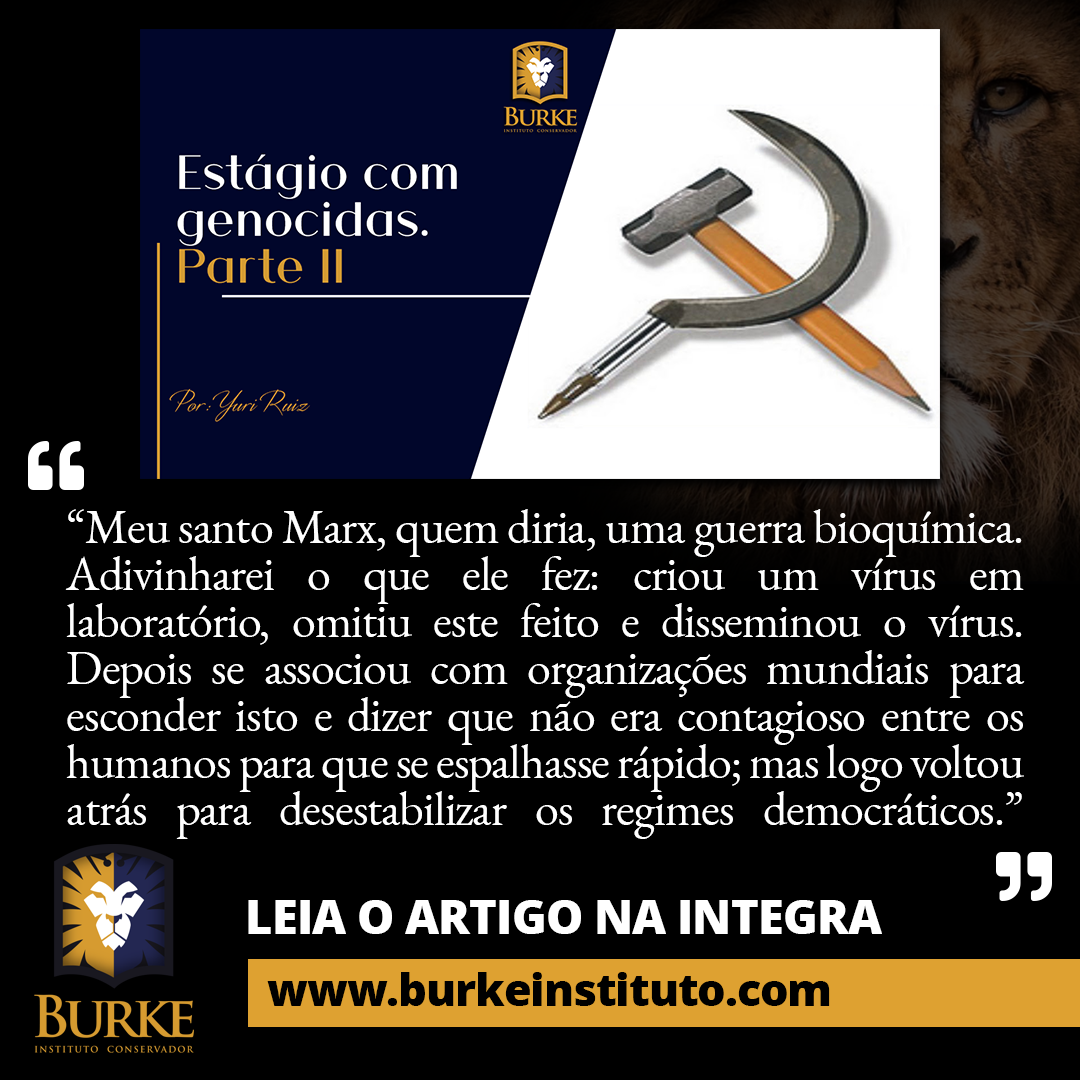 BURKE
INSTITUTO CONSERVADOR
Estágio com
genocidas.
Parte II
Por: Yuri Ruiz
“
“Meu santo Marx, quem diria, uma guerra bioquímica.
Adivinharei o que ele fez: criou um vírus em
laboratório, omitiu este feito e disseminou o vírus.
Depois se associou com organizações mundiais para
esconder isto e dizer que não era contagioso entre os
humanos para que se espalhasse rápido; mas logo voltou
atrás para desestabilizar os regimes democráticos.”
”
LEIA O ARTIGO NA INTEGRA
www.burkeinstituto.com
BURKE
INSTITUTO CONSERVADOR